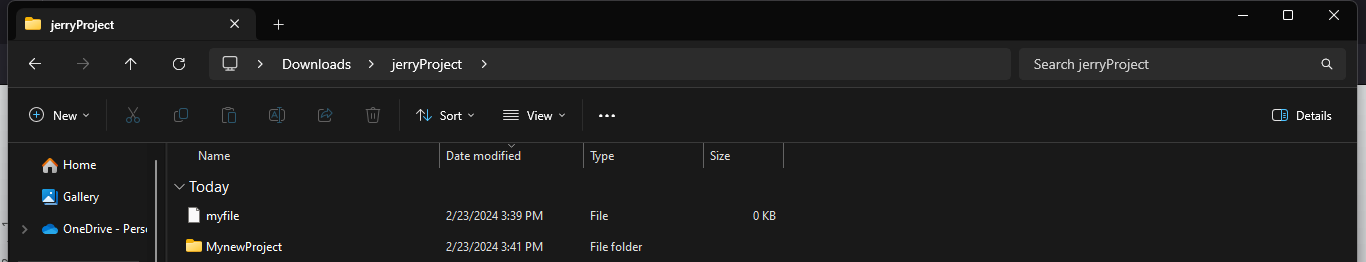 jerryProject
Downloads jerryProject Search jerryProject
New Sort View Details
Name Date modified Type Size
Home
Today
Gallery
myfile 2/23/2024 3:39 PM File 0 KB
OneDrive - Pers
MynewProject 2/23/2024 3:41 PM File folder